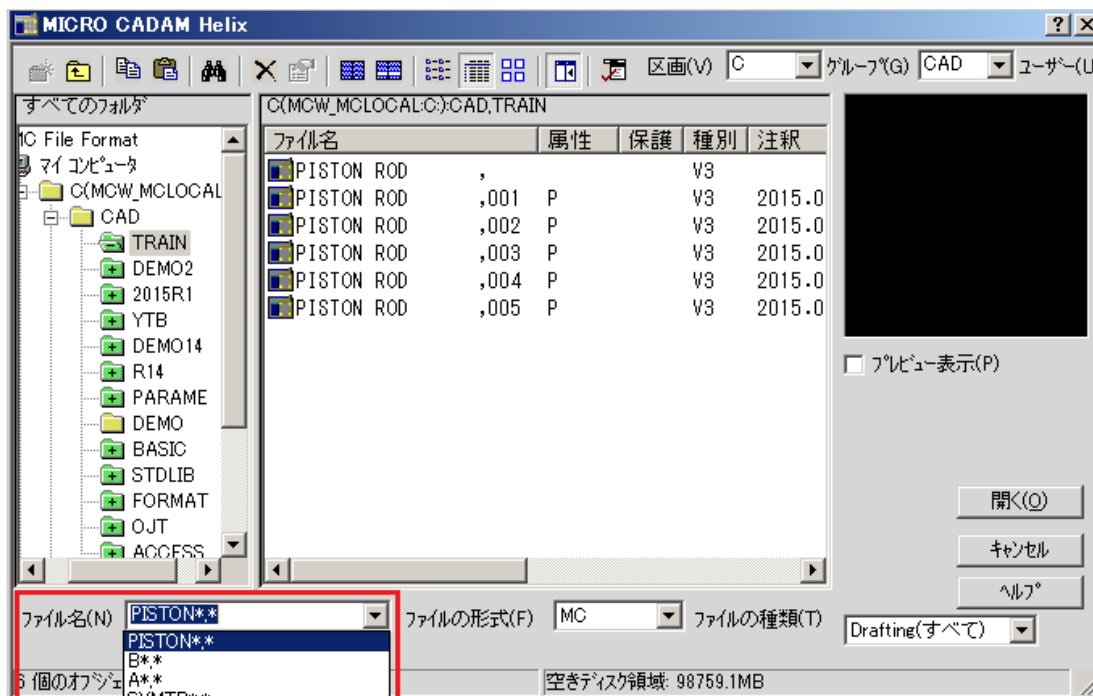 MICRO CADAM Helix
区画(V) C グループ(G) CAD ユーザー(U
すべてのフォルダ
C(MCW_MCLOCAL:C:):CAD,TRAIN
MC File Format
マイ コンピュータ
C(MCW_MCLOCAL
CAD
TRAIN
DEMO2
2015R1
YTB
DEMO14
R14
PARAME
DEMO
BASIC
STDLIB
FORMAT
OJT
ACCESS
ファイル名 属性 保護 種別 注釈
PISTON ROD , V3
PISTON ROD ,001 P V3 2015.0
PISTON ROD ,002 P V3 2015.0
PISTON ROD ,003 P V3 2015.0
PISTON ROD ,004 P V3 2015.0
PISTON ROD ,005 P V3 2015.0
プレビュー表示(P)
開く(O)
キャンセル
ヘルプ
ファイル名(N) PISTON*,* ファイルの形式(F) MC ファイルの種類(T) Drafting(すべて)
PISTON*,*
B*,*
A*,*
6 個のオブジェ
空きディスク領域: 98759.1MB